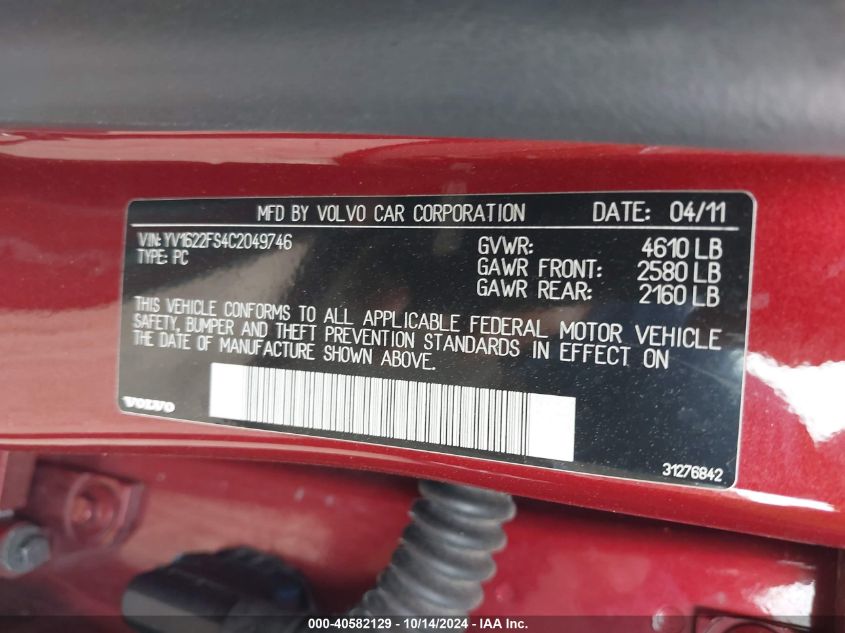 MFD BY VOLVO CAR CORPORATION DATE: 04/11
VIN: YV1622FS4C2049746 GVWR: 4610 LB
TYPE: PC GAWR FRONT: 2580 LB
GAWR REAR: 2160 LB
THIS VEHICLE CONFORMS TO ALL APPLICABLE FEDERAL MOTOR VEHICLE
SAFETY, BUMPER AND THEFT PREVENTION STANDARDS IN EFFECT ON
THE DATE OF MANUFACTURE SHOWN ABOVE.
VOLVO
31276842
000-40582129 - 10/14/2024 - IAA Inc.